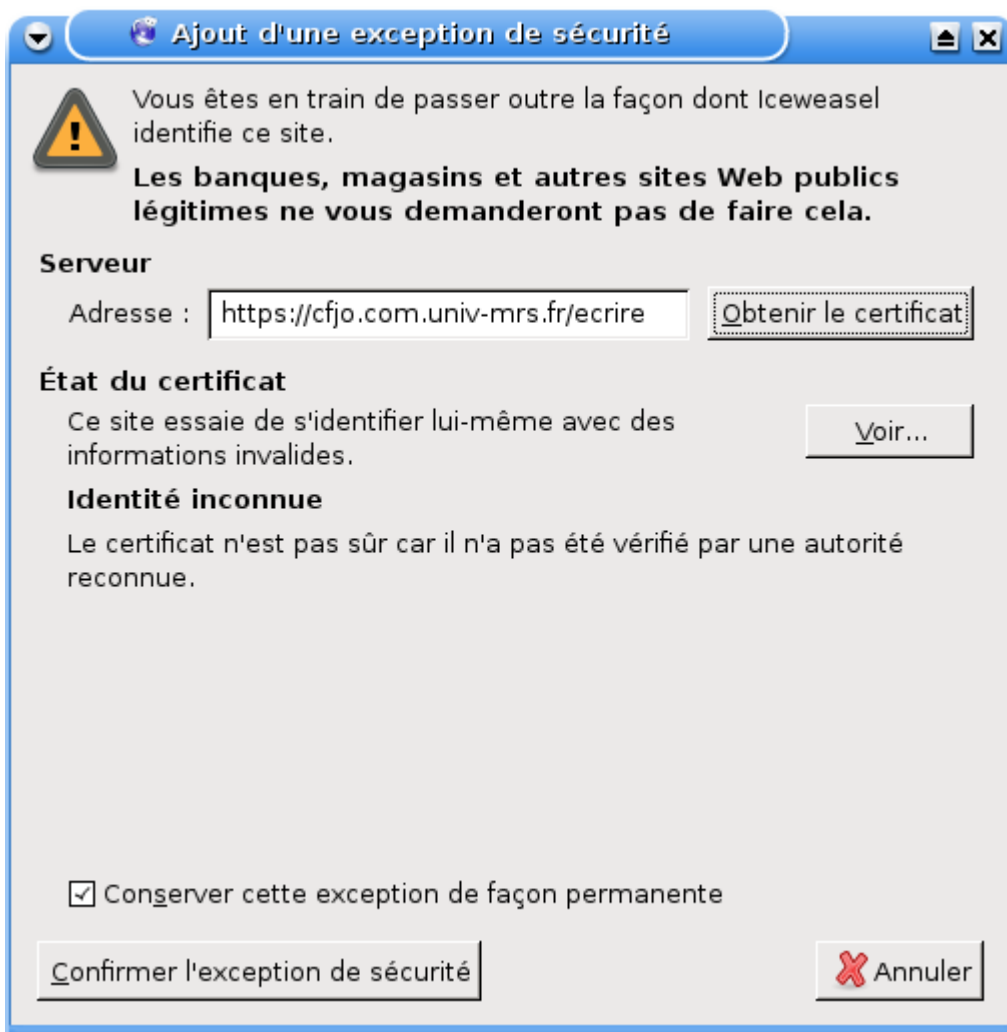 Ajout d'une exception de sécurité
Vous êtes en train de passer outre la façon dont Iceweasel
identifie ce site.
Les banques, magasins et autres sites Web publics
légitimes ne vous demanderont pas de faire cela.
Serveur
Adresse : https://cfjo.com.univ-mrs.fr/ecrire Obtenir le certificat
État du certificat
Ce site essaie de s'identifier lui-même avec des
informations invalides.
Voir...
Identité inconnue
Le certificat n'est pas sûr car il n'a pas été vérifié par une autorité
reconnue.
Conserver cette exception de façon permanente
Confirmer l'exception de sécurité Annuler